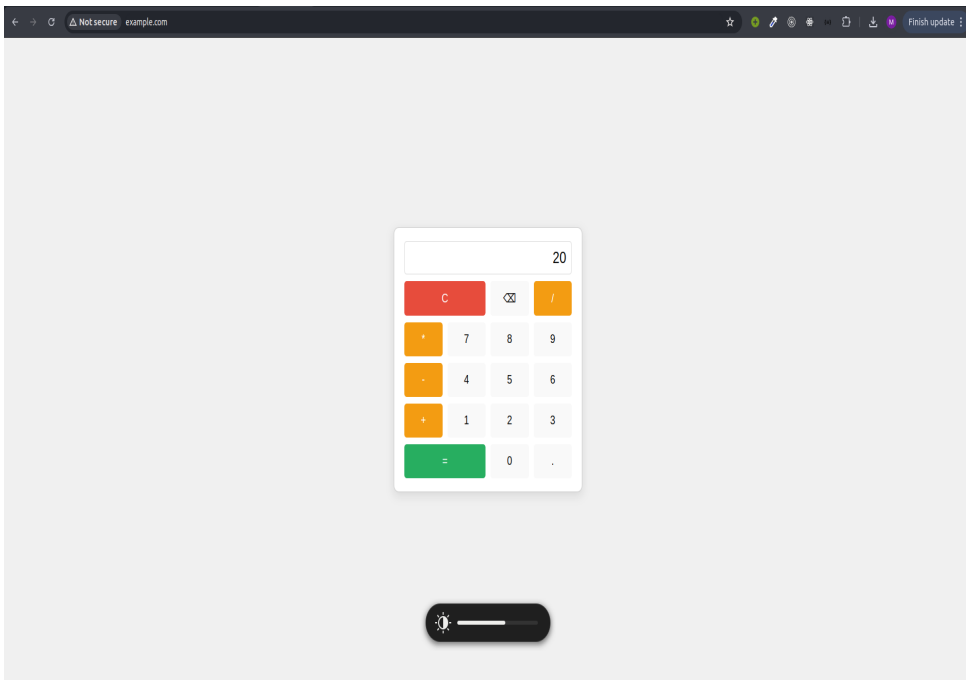 Not secure example.com Finish update
20
C ⌫ /
* 7 8 9
- 4 5 6
+ 1 2 3
= 0 .